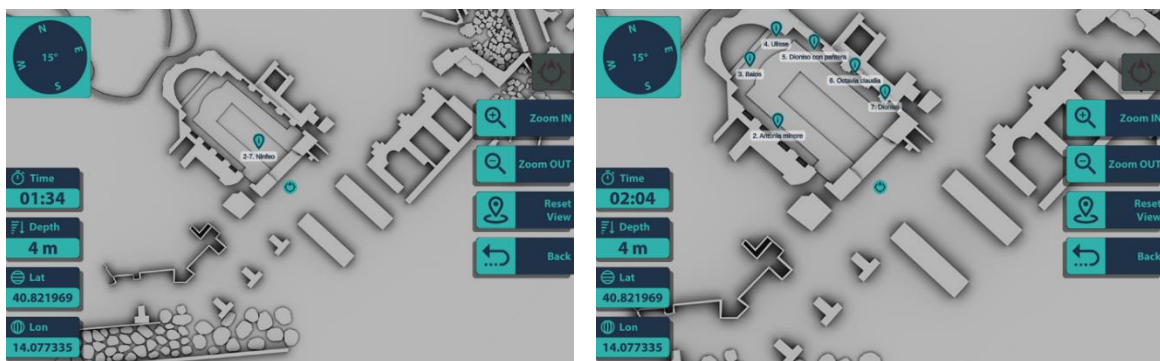 N
E
S
W
15°
2-7. Ninfeo
Zoom IN
Zoom OUT
Reset
View
Back
Time
01:34
Depth
4 m
Lat
40.821969
Lon
14.077335
N
E
S
W
15°
4. Ulisse
5. Dioniso con pantera
3. Baios
6. Octavia claudia
7. Dioniso
2. Antonia minore
Zoom IN
Zoom OUT
Reset
View
Back
Time
02:04
Depth
4 m
Lat
40.821969
Lon
14.077335